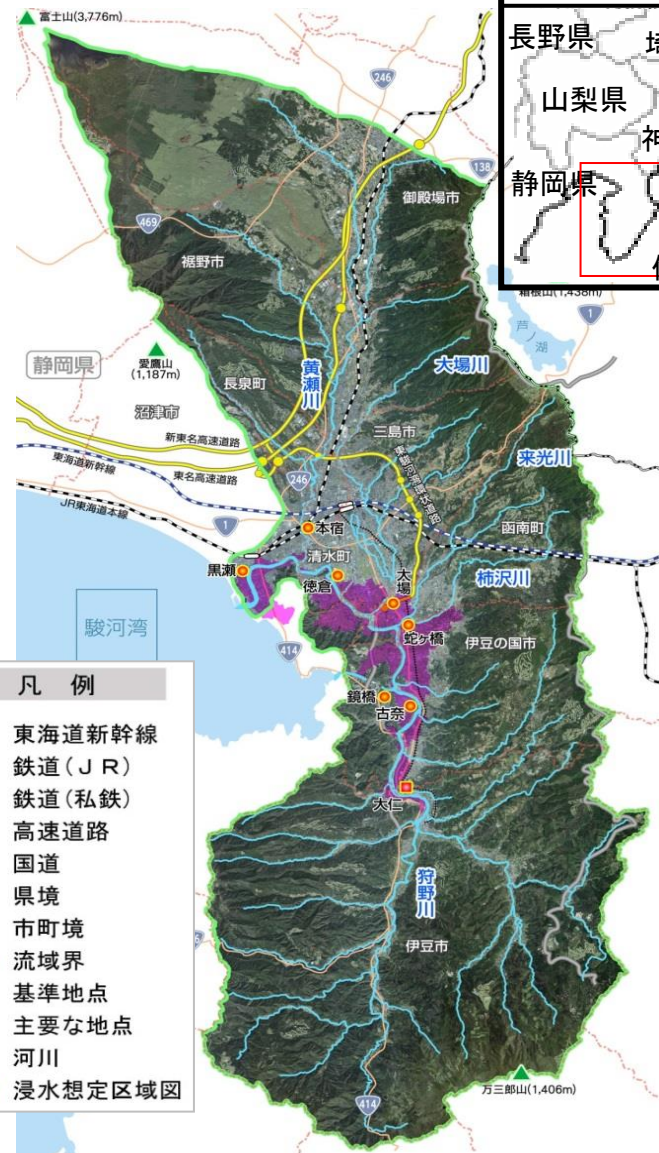 富士山(3,776m)
長野県
山梨県
静岡県
246
138
御殿場市
469
裾野市
箱根山(1,438m)
1
芦ノ湖
静岡県
愛鷹山
(1,187m)
黄瀬川
大場川
長泉町
沼津市
三島市
新東名高速道路
東海道新幹線
東名高速道路
246
東駿河湾環状道路
来光川
JR東海道本線
1
本宿
函南町
清水町
黒瀬
徳倉
大場
柿沢川
蛇ヶ橋
駿河湾
伊豆の国市
414
鏡橋
古奈
大仁
狩野川
伊豆市
万三郎山(1,406m)
414
凡 例
東海道新幹線
鉄道(JR)
鉄道(私鉄)
高速道路
国道
県境
市町境
流域界
基準地点
主要な地点
河川
浸水想定区域図